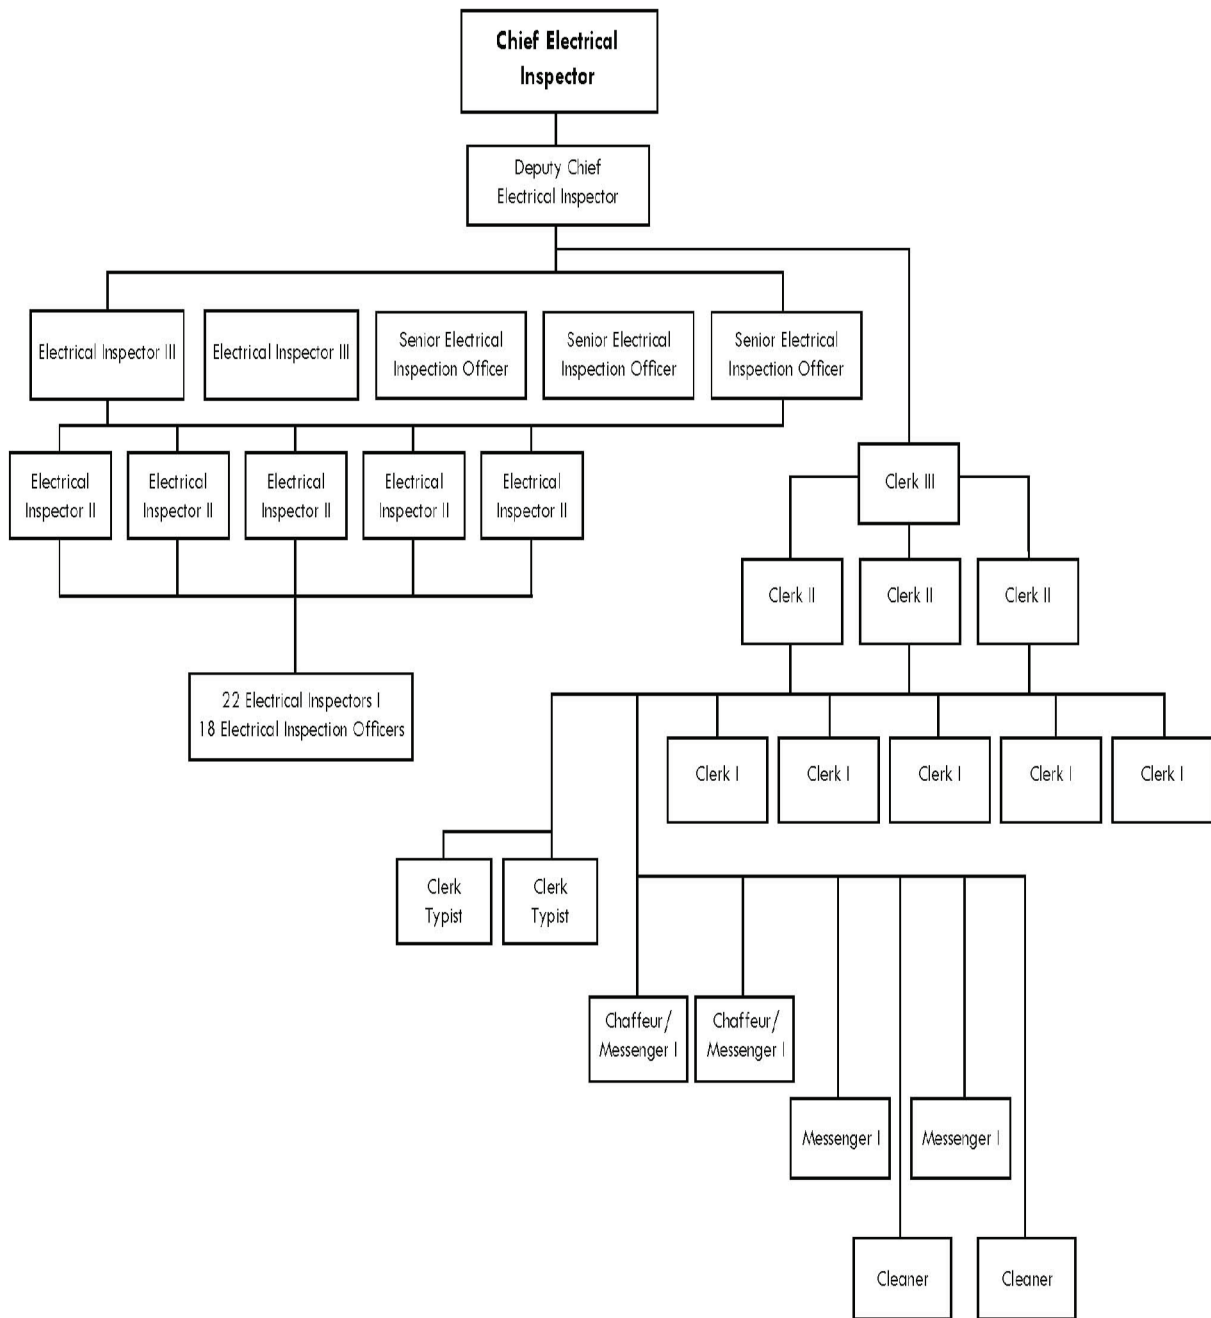 Chief Electrical
Inspector
Deputy Chief
Electrical Inspector
Electrical Inspector III
Electrical Inspector III
Senior Electrical
Inspection Officer
Senior Electrical
Inspection Officer
Senior Electrical
Inspection Officer
Electrical
Inspector II
Electrical
Inspector II
Electrical
Inspector II
Electrical
Inspector II
Electrical
Inspector II
Clerk III
Clerk II
Clerk II
Clerk II
22 Electrical Inspectors I
18 Electrical Inspection Officers
Clerk I
Clerk I
Clerk I
Clerk I
Clerk I
Clerk
Typist
Clerk
Typist
Chaffeur/
Messenger I
Chaffeur/
Messenger I
Messenger I
Messenger I
Cleaner
Cleaner